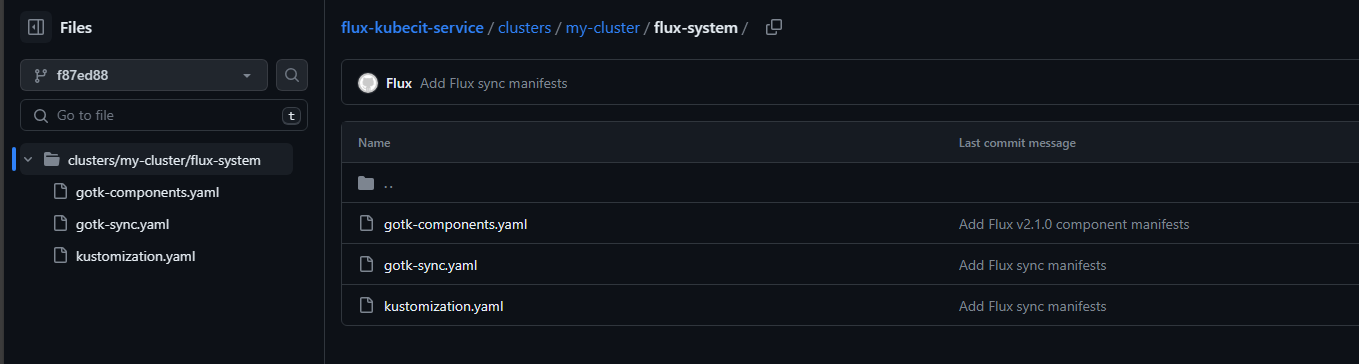 Files
f87ed88
Go to file
t
clusters/my-cluster/flux-system
gotk-components.yaml
gotk-sync.yaml
kustomization.yaml
flux-kubecit-service / clusters / my-cluster / flux-system /
Flux Add Flux sync manifests
Name Last commit message
..
gotk-components.yaml Add Flux v2.1.0 component manifests
gotk-sync.yaml Add Flux sync manifests
kustomization.yaml Add Flux sync manifests